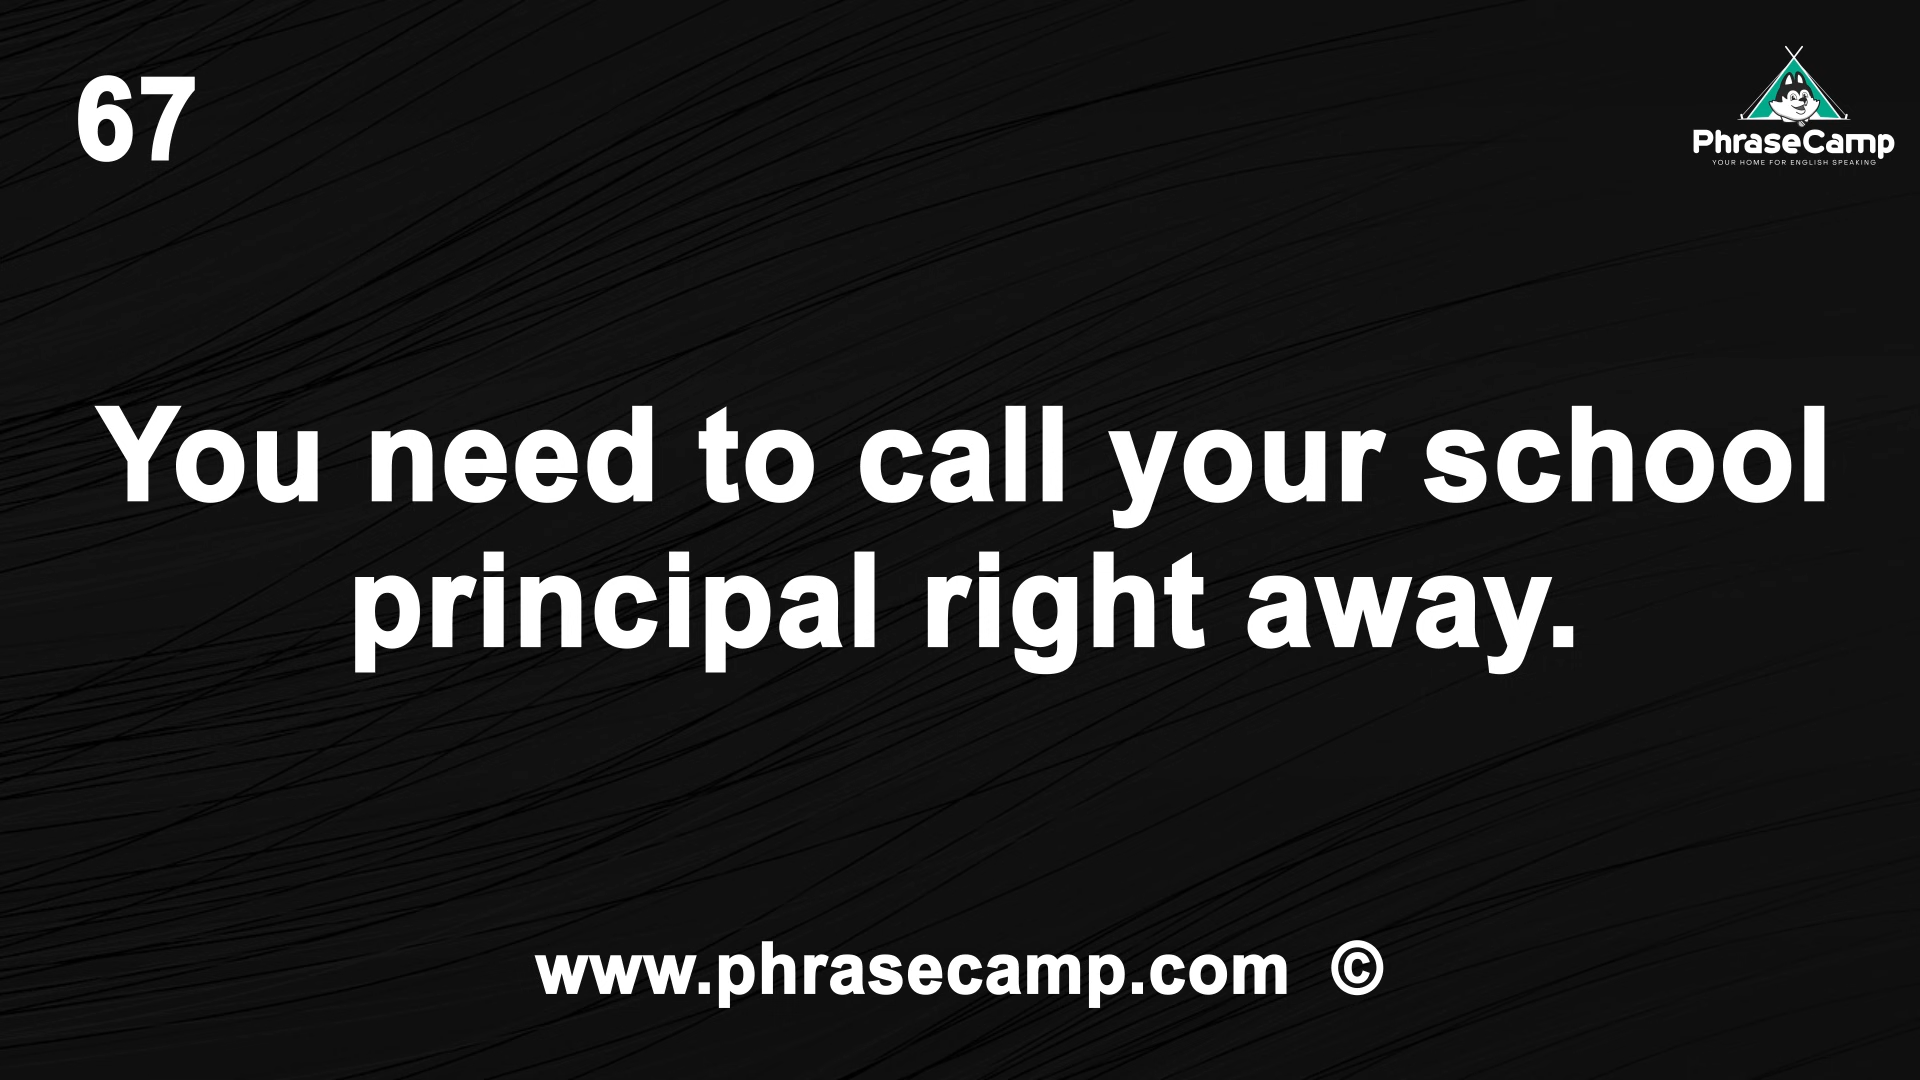 67
PhraseCamp
YOUR HOME FOR ENGLISH SPEAKING
You need to call your school
principal right away.
www.phrasecamp.com ©